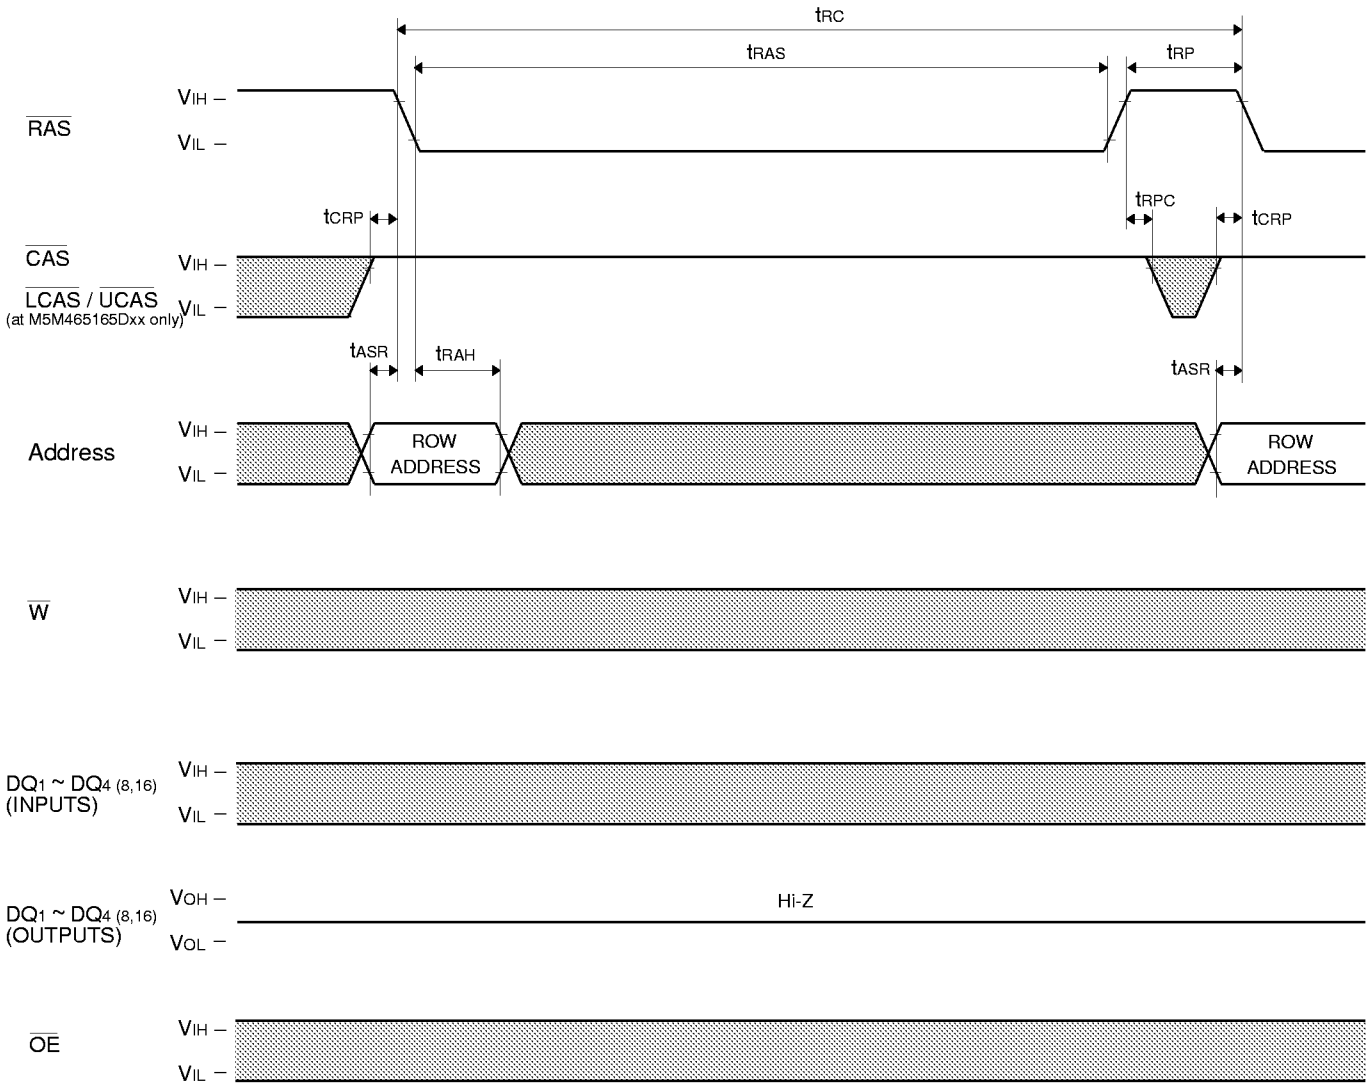 tRC
tRAS
tRP
VIH
RAS
VIL
tCRP
tRPC
tCRP
CAS
VIH
LCAS / UCAS
VIL
(at M5M465165Dxx only)
tASR
tRAH
tASR
VIH
Address
ROW
ADDRESS
ROW
ADDRESS
VIL
VIH
W
VIL
VIH
DQ1 ~ DQ4 (8,16)
(INPUTS)
VIL
VOH
Hi-Z
DQ1 ~ DQ4 (8,16)
(OUTPUTS)
VOL
VIH
OE
VIL